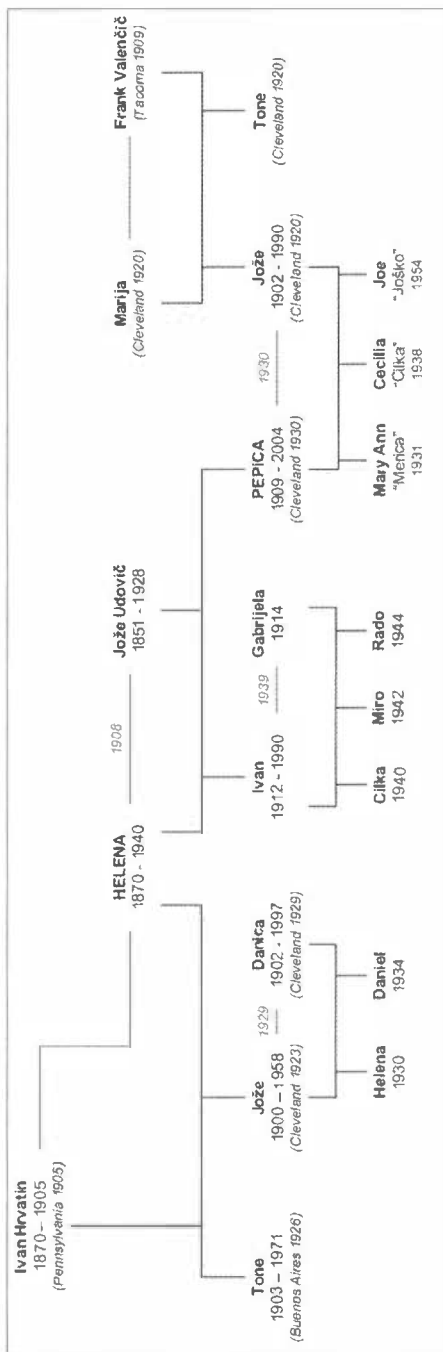 Ivan Hrvatin
1870 – 1905
(Pennsylvania 1905)
HELENA
1870 - 1940
1908
Jože Udovič
1851 - 1928
Marija
(Cleveland 1920)
Frank Valenčič
(Tacoma 1909)
Tone
1903 – 1971
(Buenos Aires 1926)
Jože
1900 – 1958
(Cleveland 1923)
1929
Danica
1902 - 1997
(Cleveland 1929)
Ivan
1912 - 1990
1939
Gabrijela
1914
PEPICA
1909 - 2004
(Cleveland 1930)
1930
Jože
1902 - 1990
(Cleveland 1920)
Tone
(Cleveland 1920)
Helena
1930
Daniel
1934
Cilka
1940
Miro
1942
Rado
1944
Mary Ann
"Merica"
1931
Cecilia
"Cilka"
1938
Joe
"Joško"
1954